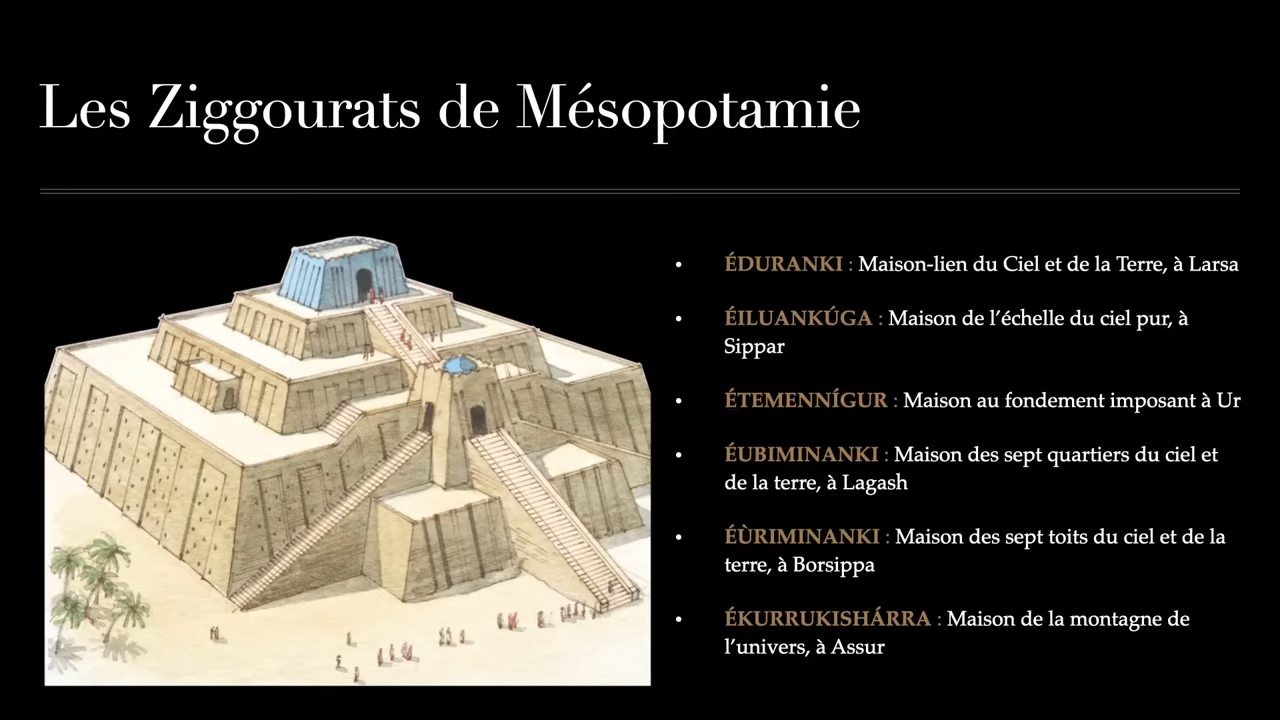 Les Ziggourats de Mésopotamie
• ÉDURANKI : Maison-lien du Ciel et de la Terre, à Larsa
• ÉILUANKÚGA : Maison de l’échelle du ciel pur, à
Sippar
• ÉTEMENNÍGUR : Maison au fondement imposant à Ur
• ÉUBIMINANKI : Maison des sept quartiers du ciel et
de la terre, à Lagash
• ÉÙRIMINANKI : Maison des sept toits du ciel et de la
terre, à Borsippa
• ÉKURRUKISHÁRRA : Maison de la montagne de
l’univers, à Assur